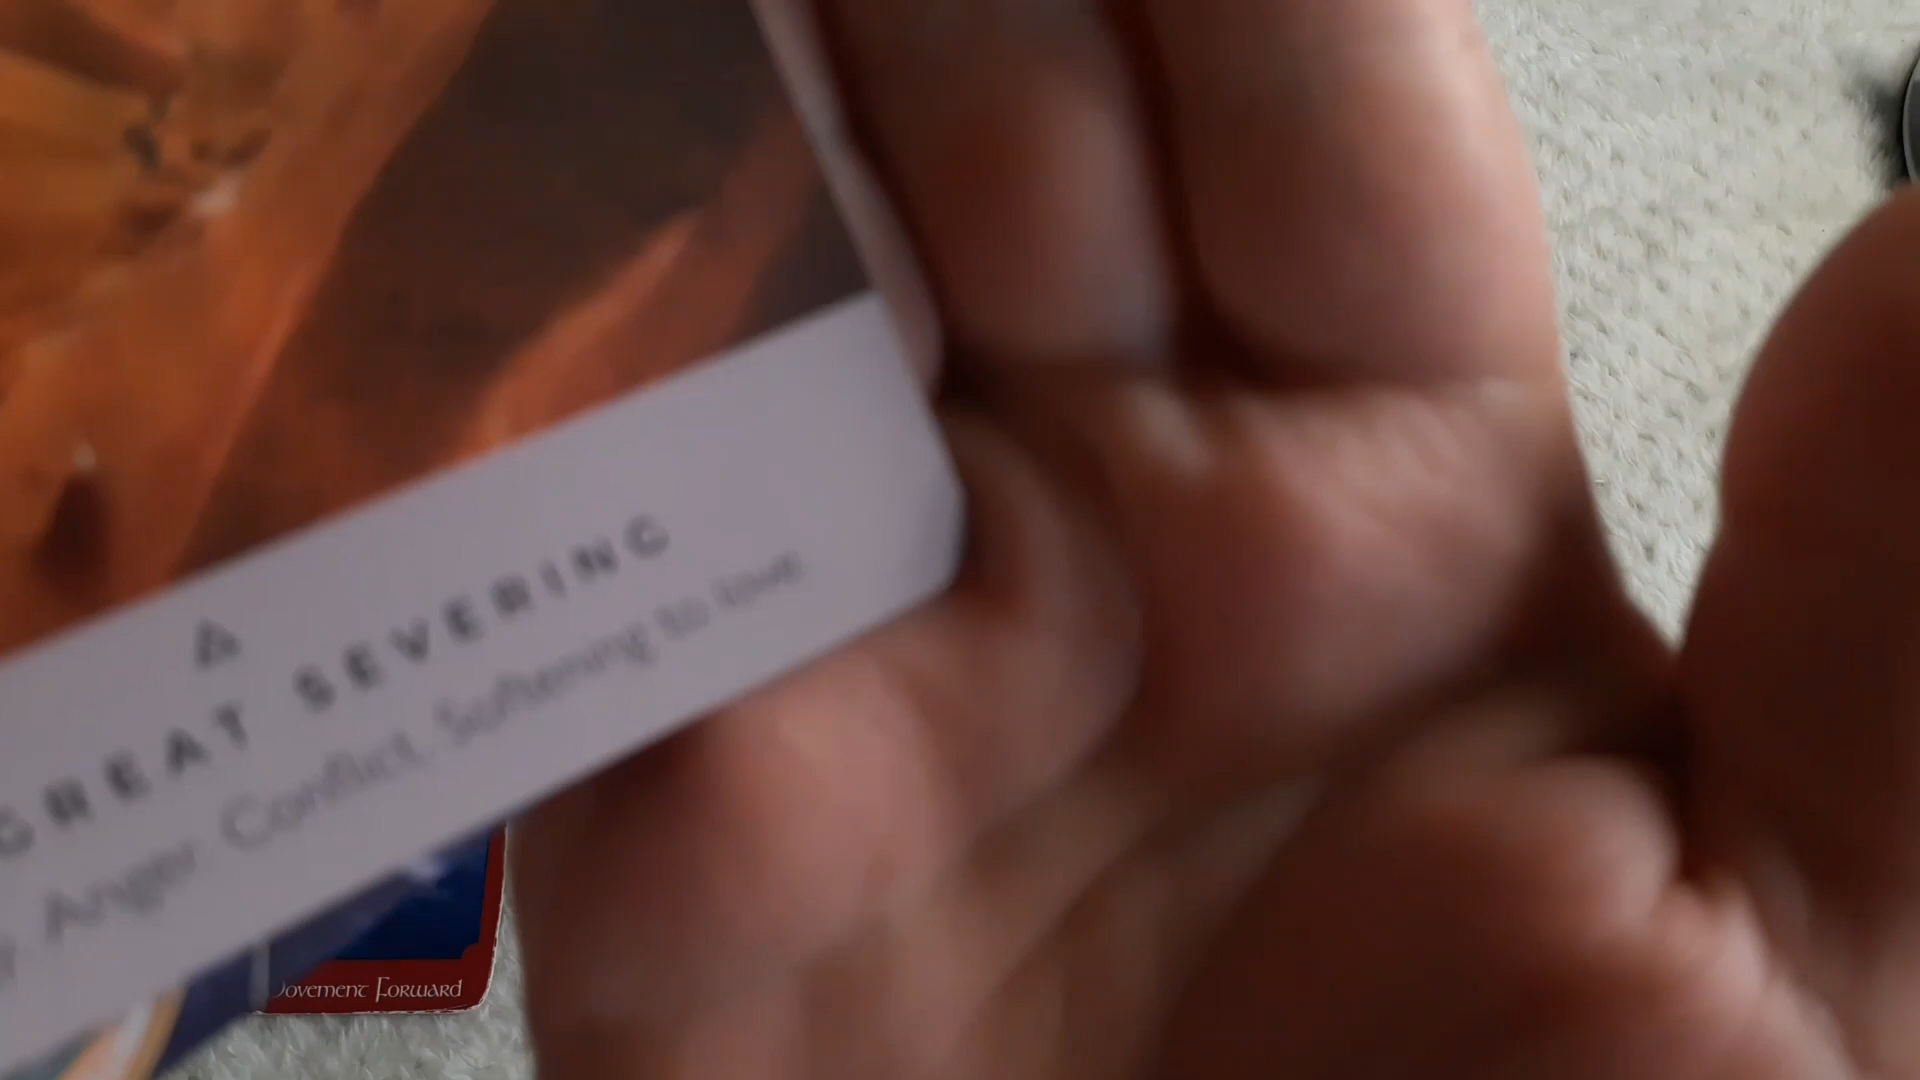 GREAT SEVERING
Anger. Conflict. Softening to love.
Movement Forward